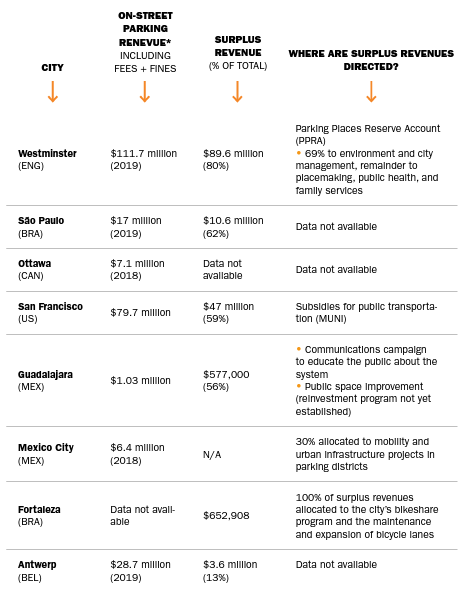 CITY
ON-STREET
PARKING
RENEVUE*
INCLUDING
FEES + FINES
SURPLUS
REVENUE
(% OF TOTAL)
WHERE ARE SURPLUS REVENUES
DIRECTED?
Westminster
(ENG)
$111.7 million
(2019)
$89.6 million
(80%)
Parking Places Reserve Account
(PPRA)
• 69% to environment and city
management, remainder to
placemaking, public health, and
family services
São Paulo
(BRA)
$17 million
(2019)
$10.6 million
(62%)
Data not available
Ottawa
(CAN)
$7.1 million
(2018)
Data not
available
Data not available
San Francisco
(US)
$79.7 million
$47 million
(59%)
Subsidies for public transporta-
tion (MUNI)
Guadalajara
(MEX)
$1.03 million
$577,000
(56%)
• Communications campaign
to educate the public about the
system
• Public space improvement
(reinvestment program not yet
established)
Mexico City
(MEX)
$6.4 million
(2018)
N/A
30% allocated to mobility and
urban infrastructure projects in
parking districts
Fortaleza
(BRA)
Data not avail-
able
$652,908
100% of surplus revenues
allocated to the city's bikeshare
program and the maintenance
and expansion of bicycle lanes
Antwerp
(BEL)
$28.7 million
(2019)
$3.6 million
(13%)
Data not available